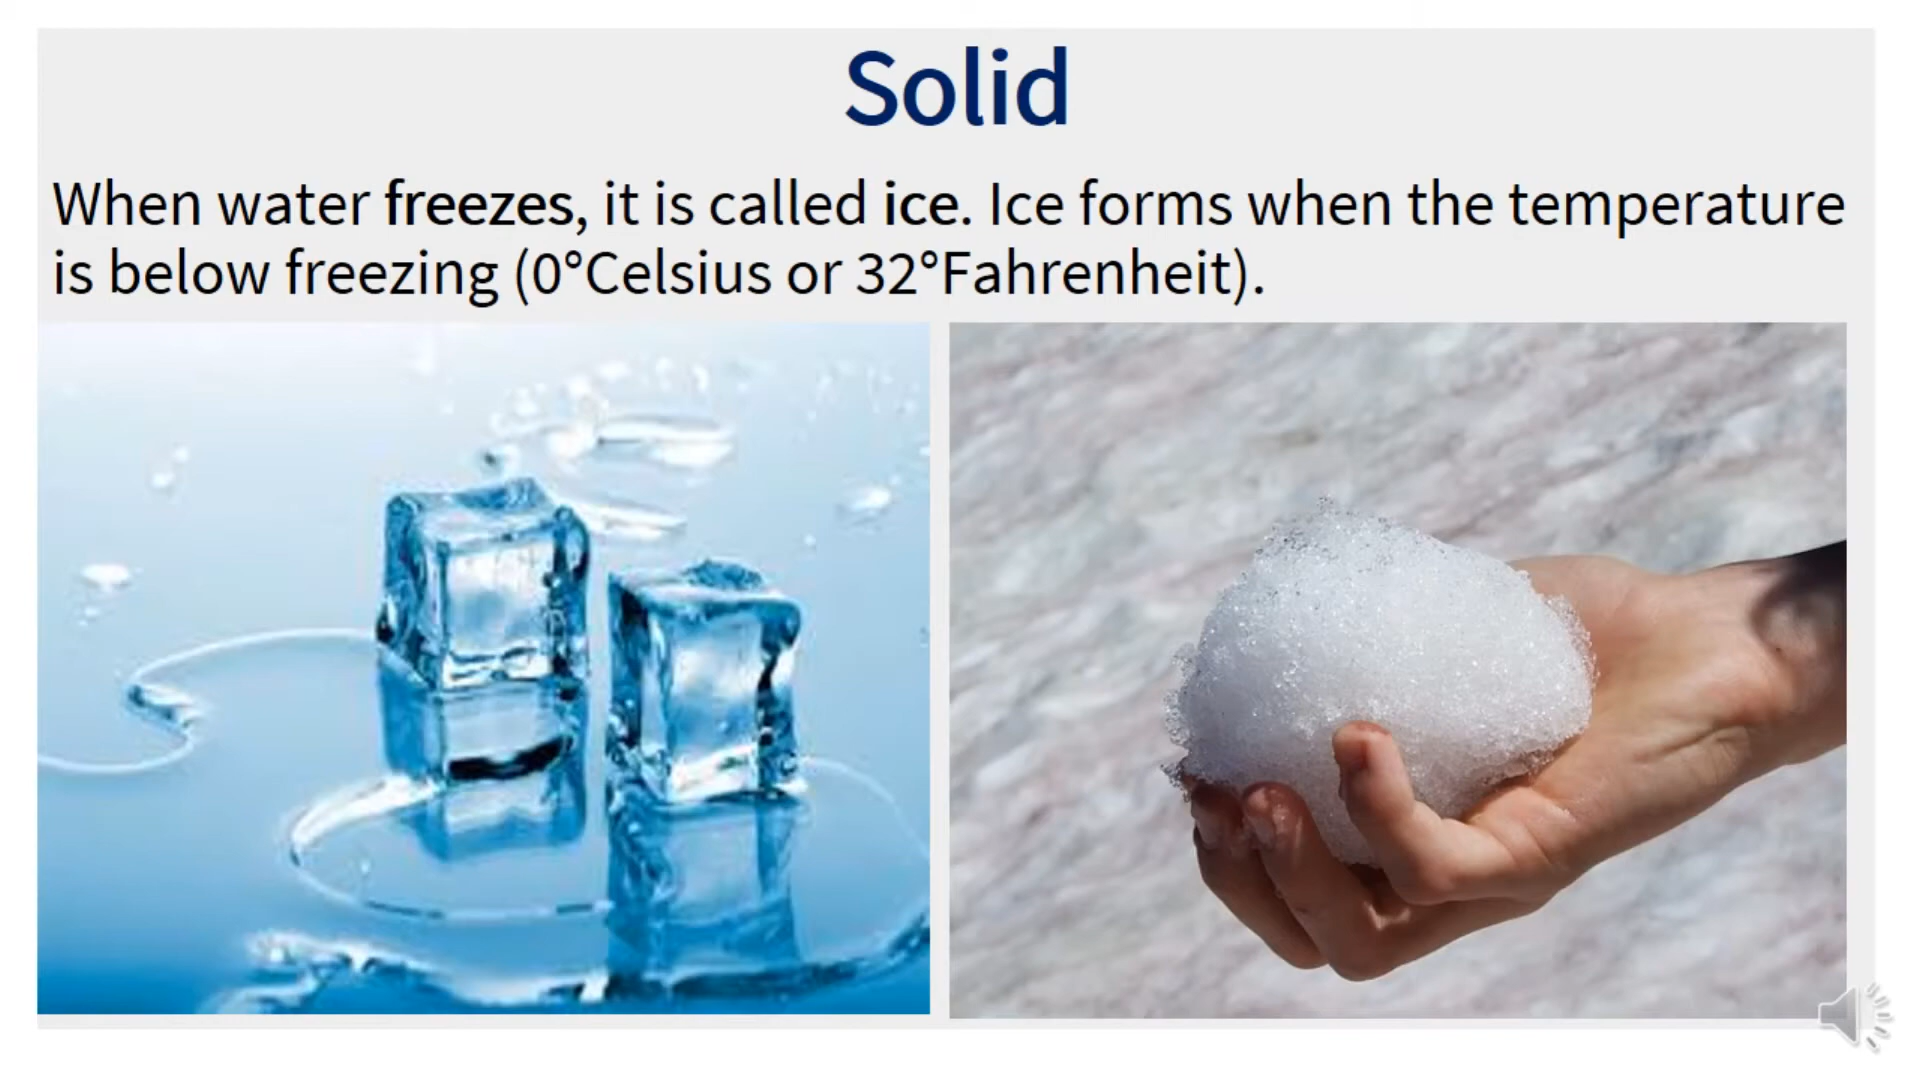 Solid
When water freezes, it is called ice. Ice forms when the temperature
is below freezing (0°Celsius or 32°Fahrenheit).